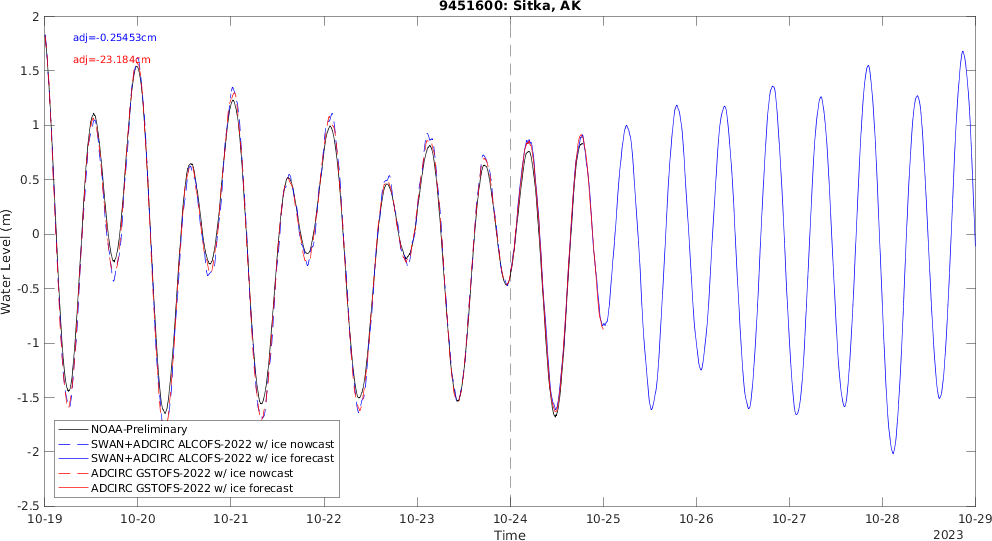 9451600: Sitka, AK
adj=-0.25453cm
adj=-23.184cm
Water Level (m)
2
1.5
1
0.5
0
-0.5
-1
-1.5
-2
-2.5
NOAA-Preliminary
SWAN+ADCIRC ALCOFS-2022 w/ ice nowcast
SWAN+ADCIRC ALCOFS-2022 w/ ice forecast
ADCIRC GSTOFS-2022 w/ ice nowcast
ADCIRC GSTOFS-2022 w/ ice forecast
10-19 10-20 10-21 10-22 10-23 10-24 10-25 10-26 10-27 10-28 10-29
Time
2023